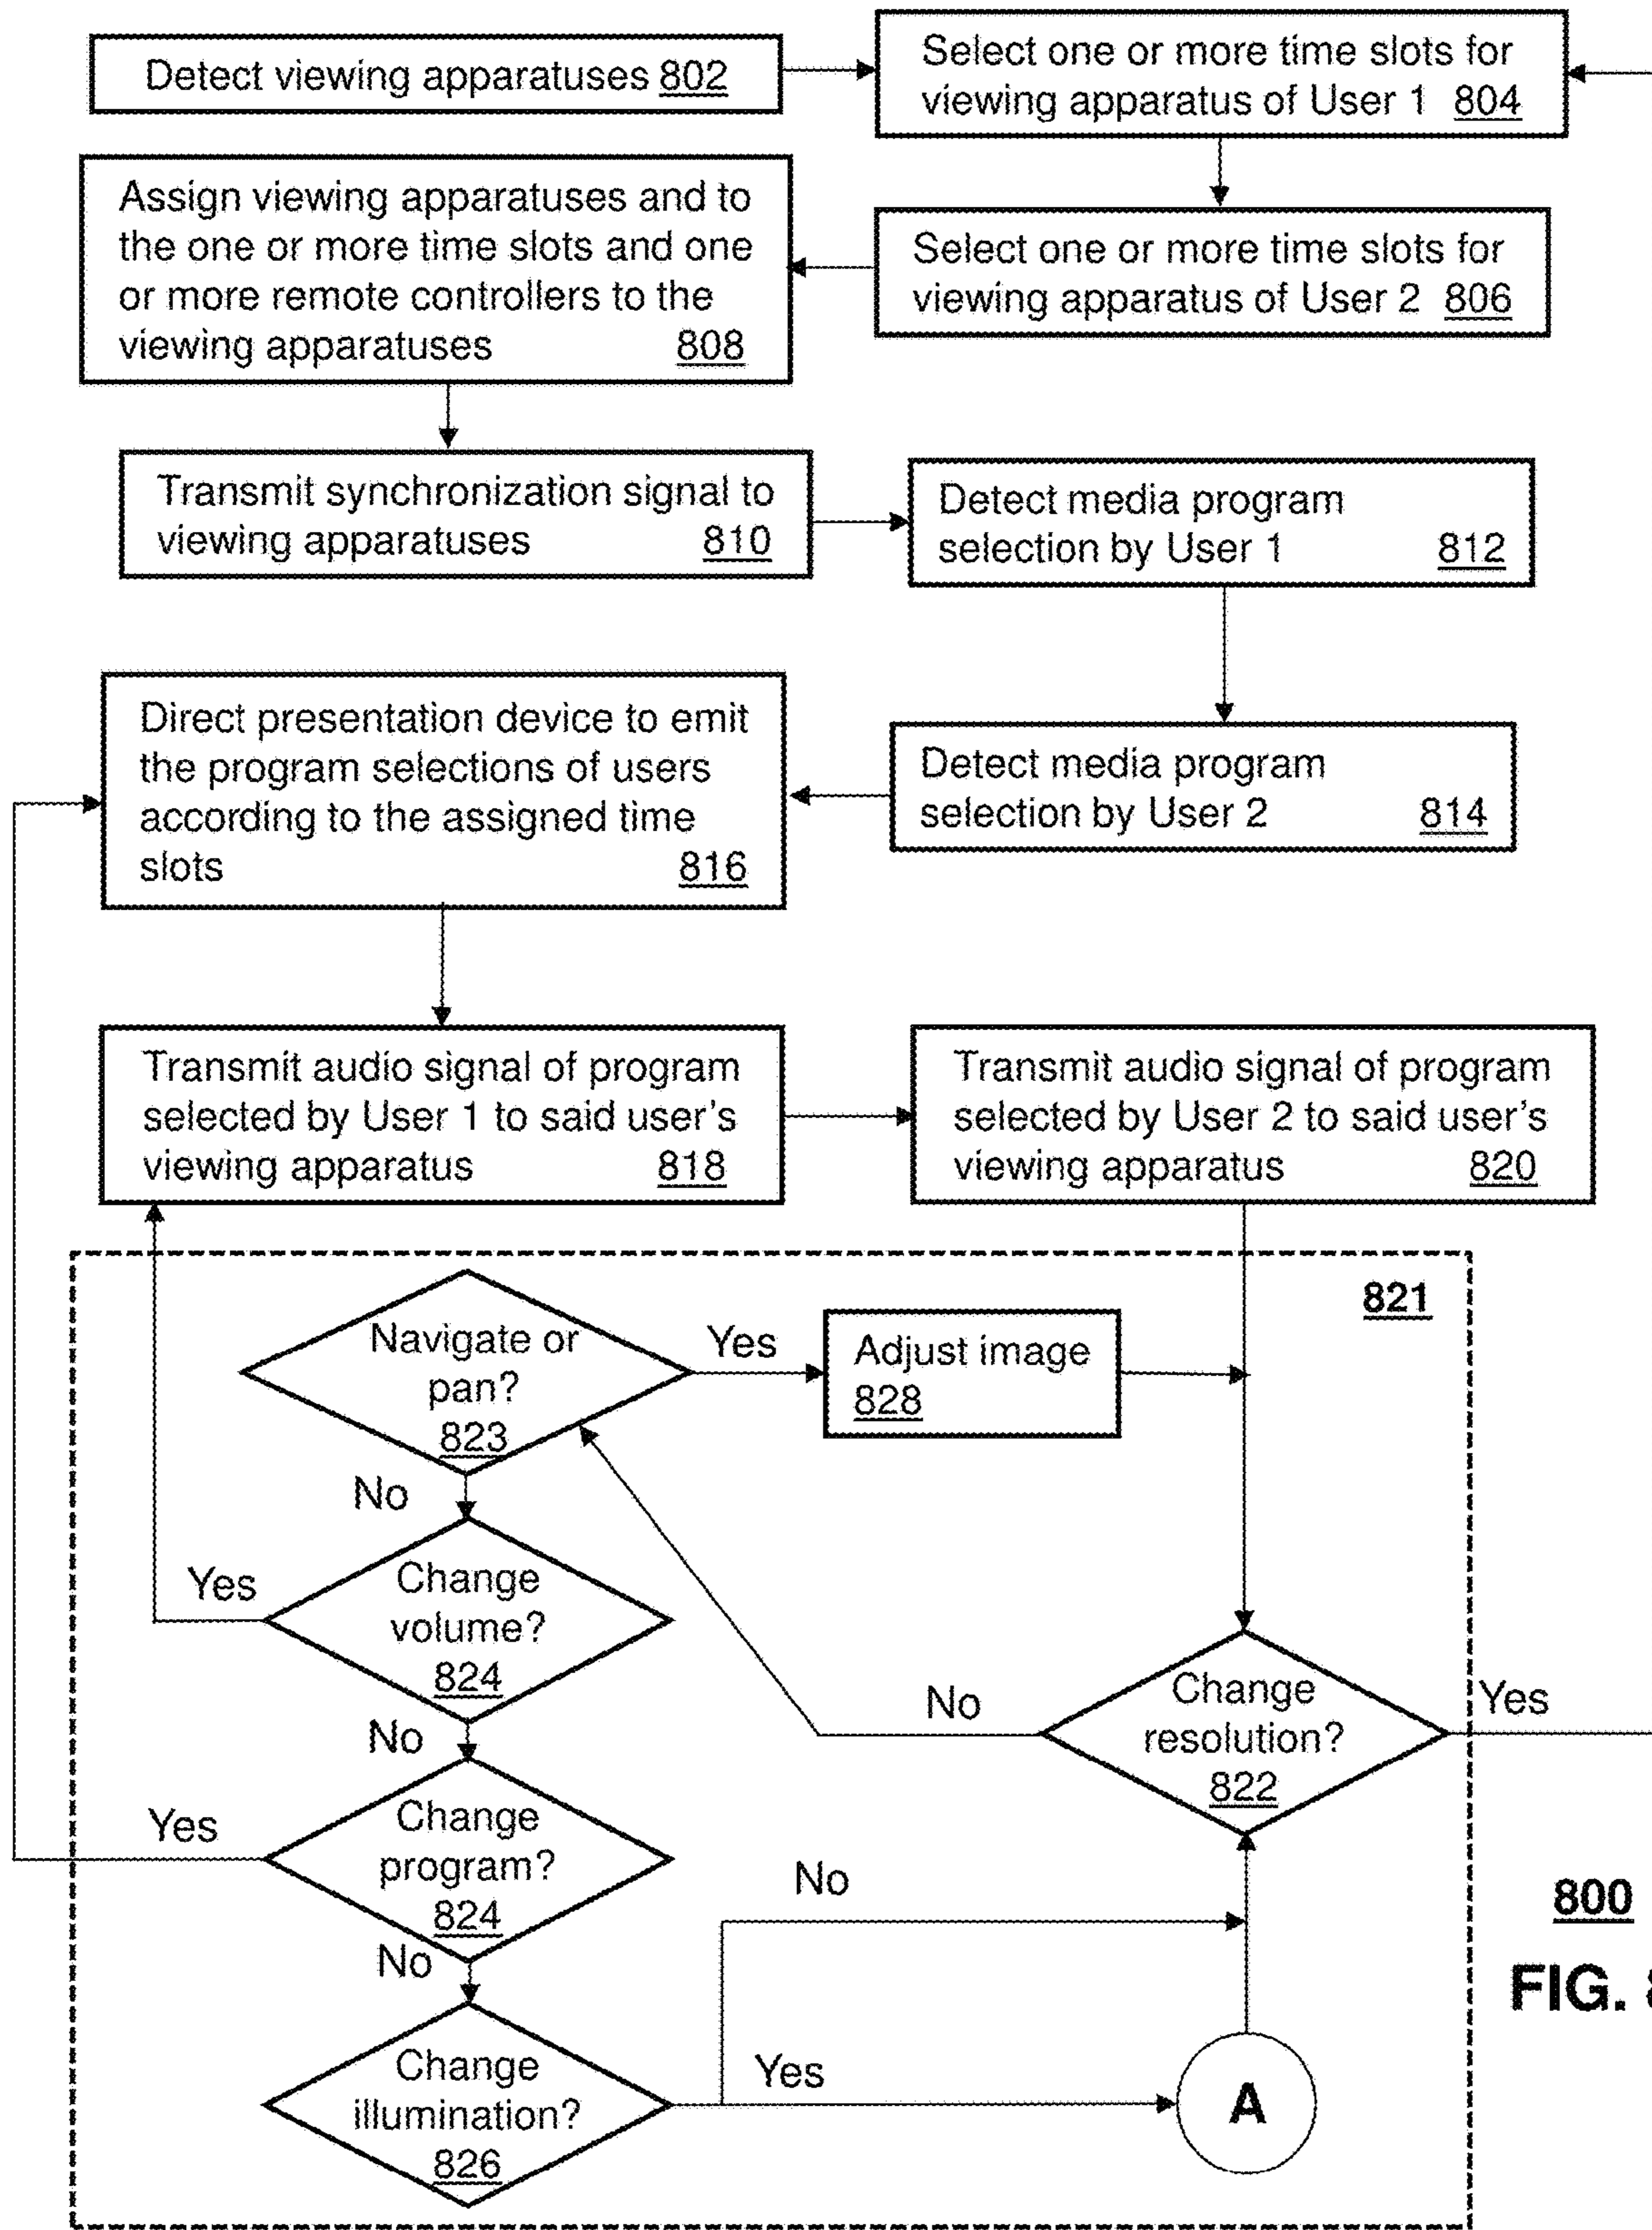 Detect viewing apparatuses 802
Select one or more time slots for
viewing apparatus of User 1 804
Assign viewing apparatuses and to
the one or more time slots and one
or more remote controllers to the
viewing apparatuses 808
Select one or more time slots for
viewing apparatus of User 2 806
Transmit synchronization signal to
viewing apparatuses 810
Detect media program
selection by User 1 812
Direct presentation device to emit
the program selections of users
according to the assigned time
slots 816
Detect media program
selection by User 2 814
Transmit audio signal of program
selected by User 1 to said user's
viewing apparatus 818
Transmit audio signal of program
selected by User 2 to said user's
viewing apparatus 820
821
Navigate or
pan?
823
Yes
Adjust image
828
No
Change
volume?
824
Yes
No
Change
resolution?
822
No
Yes
Change
program?
824
Yes
No
Change
illumination?
826
No
Yes
A
800
FIG. 8